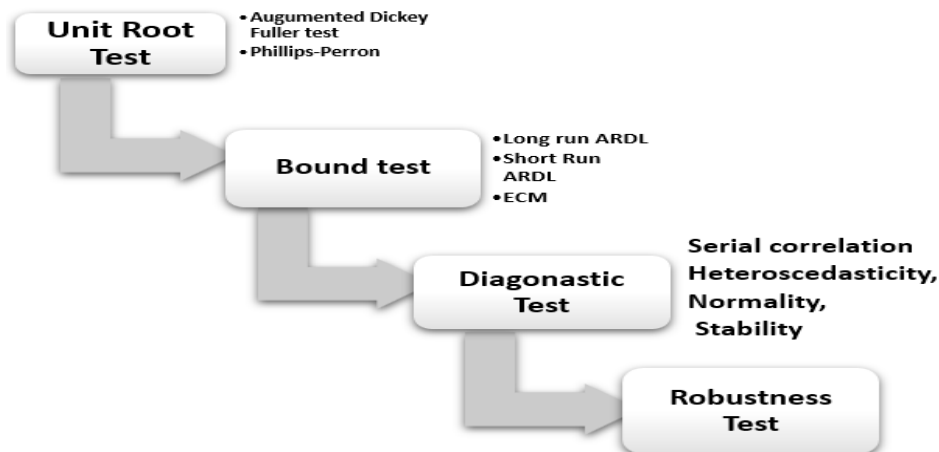 Unit Root
Test
•Augumented Dickey
Fuller test
•Phillips-Perron
Bound test
•Long run ARDL
•Short Run
ARDL
•ECM
Diagonastic
Test
Serial correlation
Heteroscedasticity,
Normality,
Stability
Robustness
Test